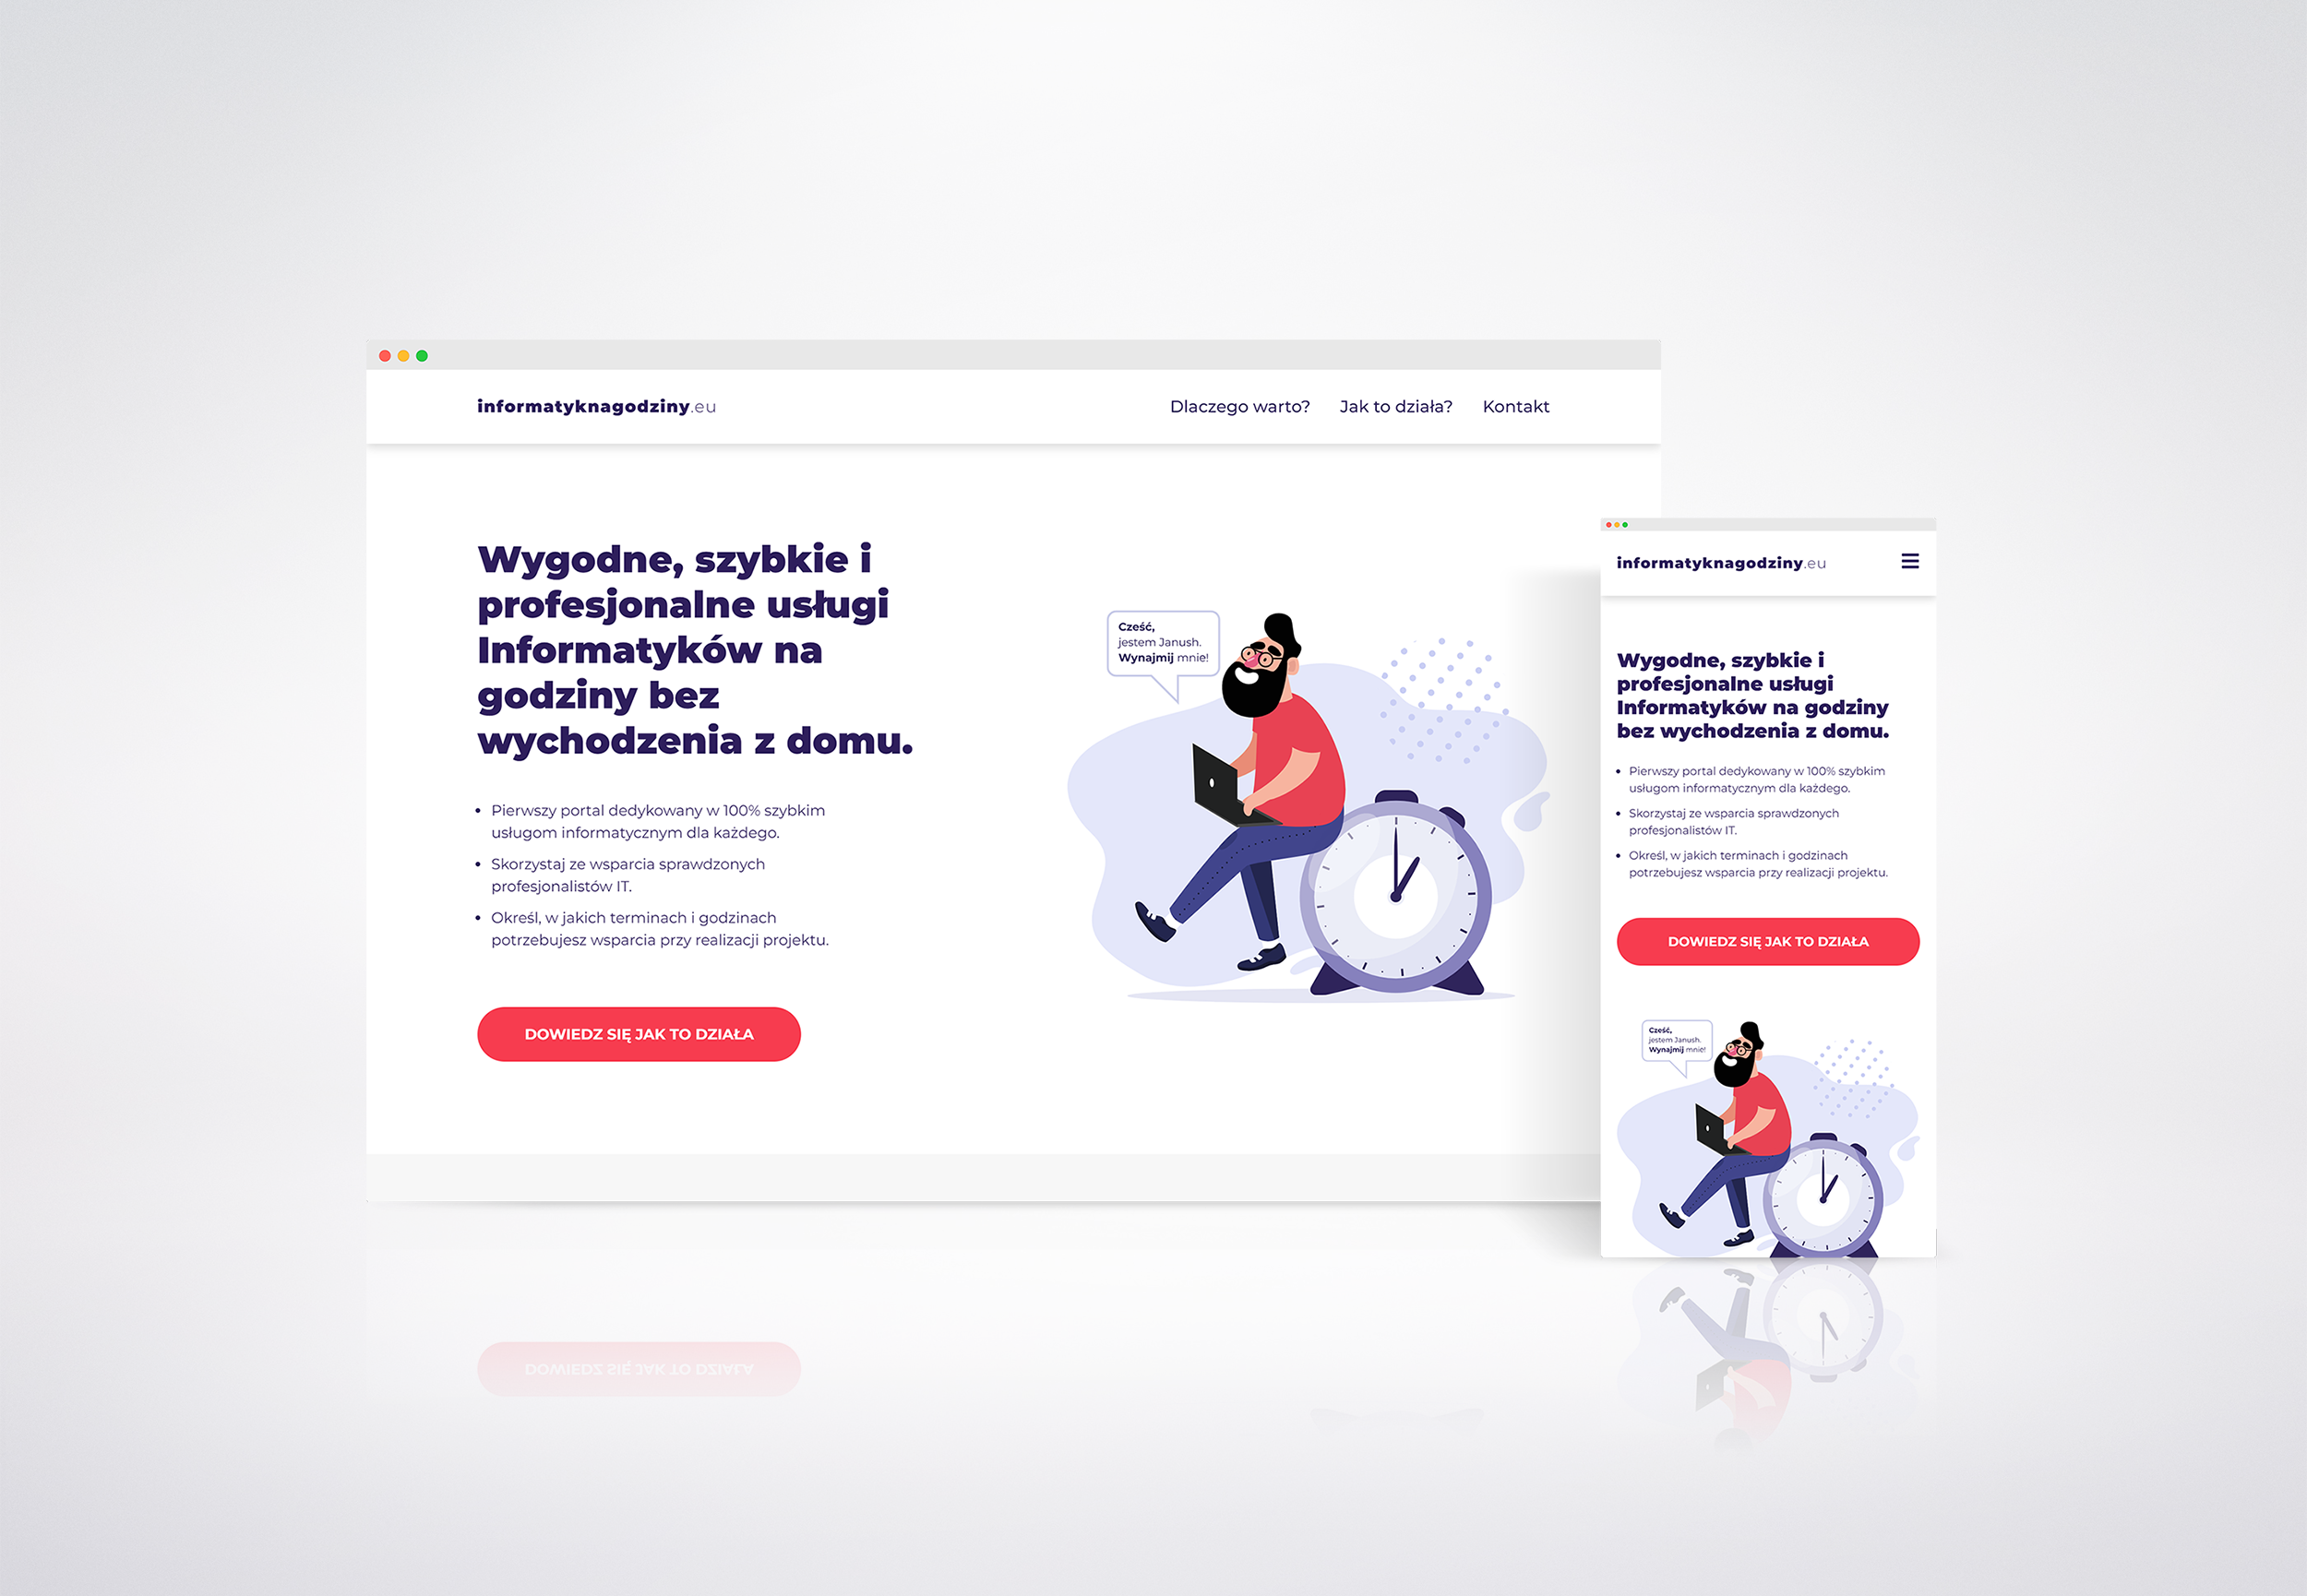 informatyknagodziny.eu
Dlaczego warto? Jak to działa? Kontakt
Wygodne, szybkie i
profesjonalne usługi
Informatyków na
godziny bez
wychodzenia z domu.
• Pierwszy portal dedykowany w 100% szybkim
usługom informatycznym dla każdego.
• Skorzystaj ze wsparcia sprawdzonych
profesjonalistów IT.
• Określ, w jakich terminach i godzinach
potrzebujesz wsparcia przy realizacji projektu.
DOWIEDZ SIĘ JAK TO DZIAŁA
Cześć,
jestem Janush.
Wynajmij mnie!
informatyknagodziny.eu
Wygodne, szybkie i
profesjonalne usługi
Informatyków na godziny
bez wychodzenia z domu.
• Pierwszy portal dedykowany w 100% szybkim
usługom informatycznym dla każdego.
• Skorzystaj ze wsparcia sprawdzonych
profesjonalistów IT.
• Określ, w jakich terminach i godzinach
potrzebujesz wsparcia przy realizacji projektu.
DOWIEDZ SIĘ JAK TO DZIAŁA
Cześć,
jestem Janush.
Wynajmij mnie!
DOWIEDZ SIĘ JAK TO DZIAŁA